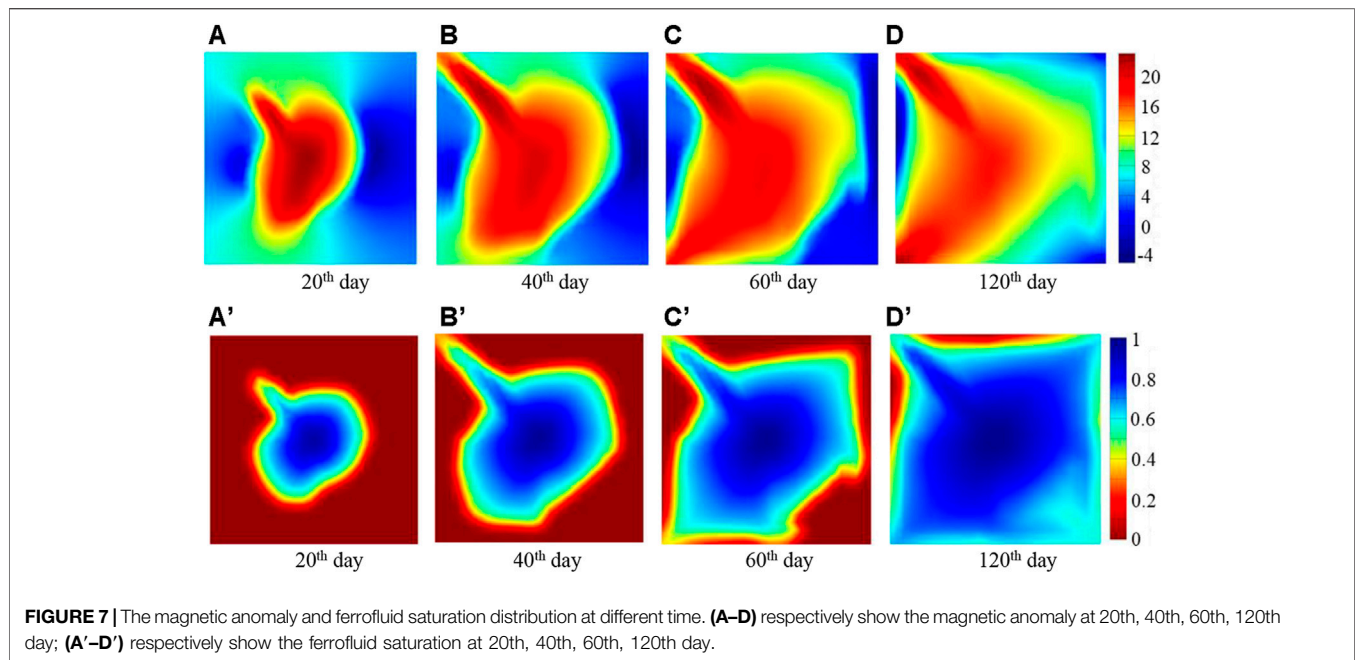 A
B
C
D
20
16
12
8
4
0
-4
20th day
40th day
60th day
120th day
A’
B’
C’
D’
1
0.8
0.6
0.4
0.2
0
20th day
40th day
60th day
120th day
FIGURE 7 | The magnetic anomaly and ferrofluid saturation distribution at different time. (A–D) respectively show the magnetic anomaly at 20th, 40th, 60th, 120th
day; (A′–D′) respectively show the ferrofluid saturation at 20th, 40th, 60th, 120th day.